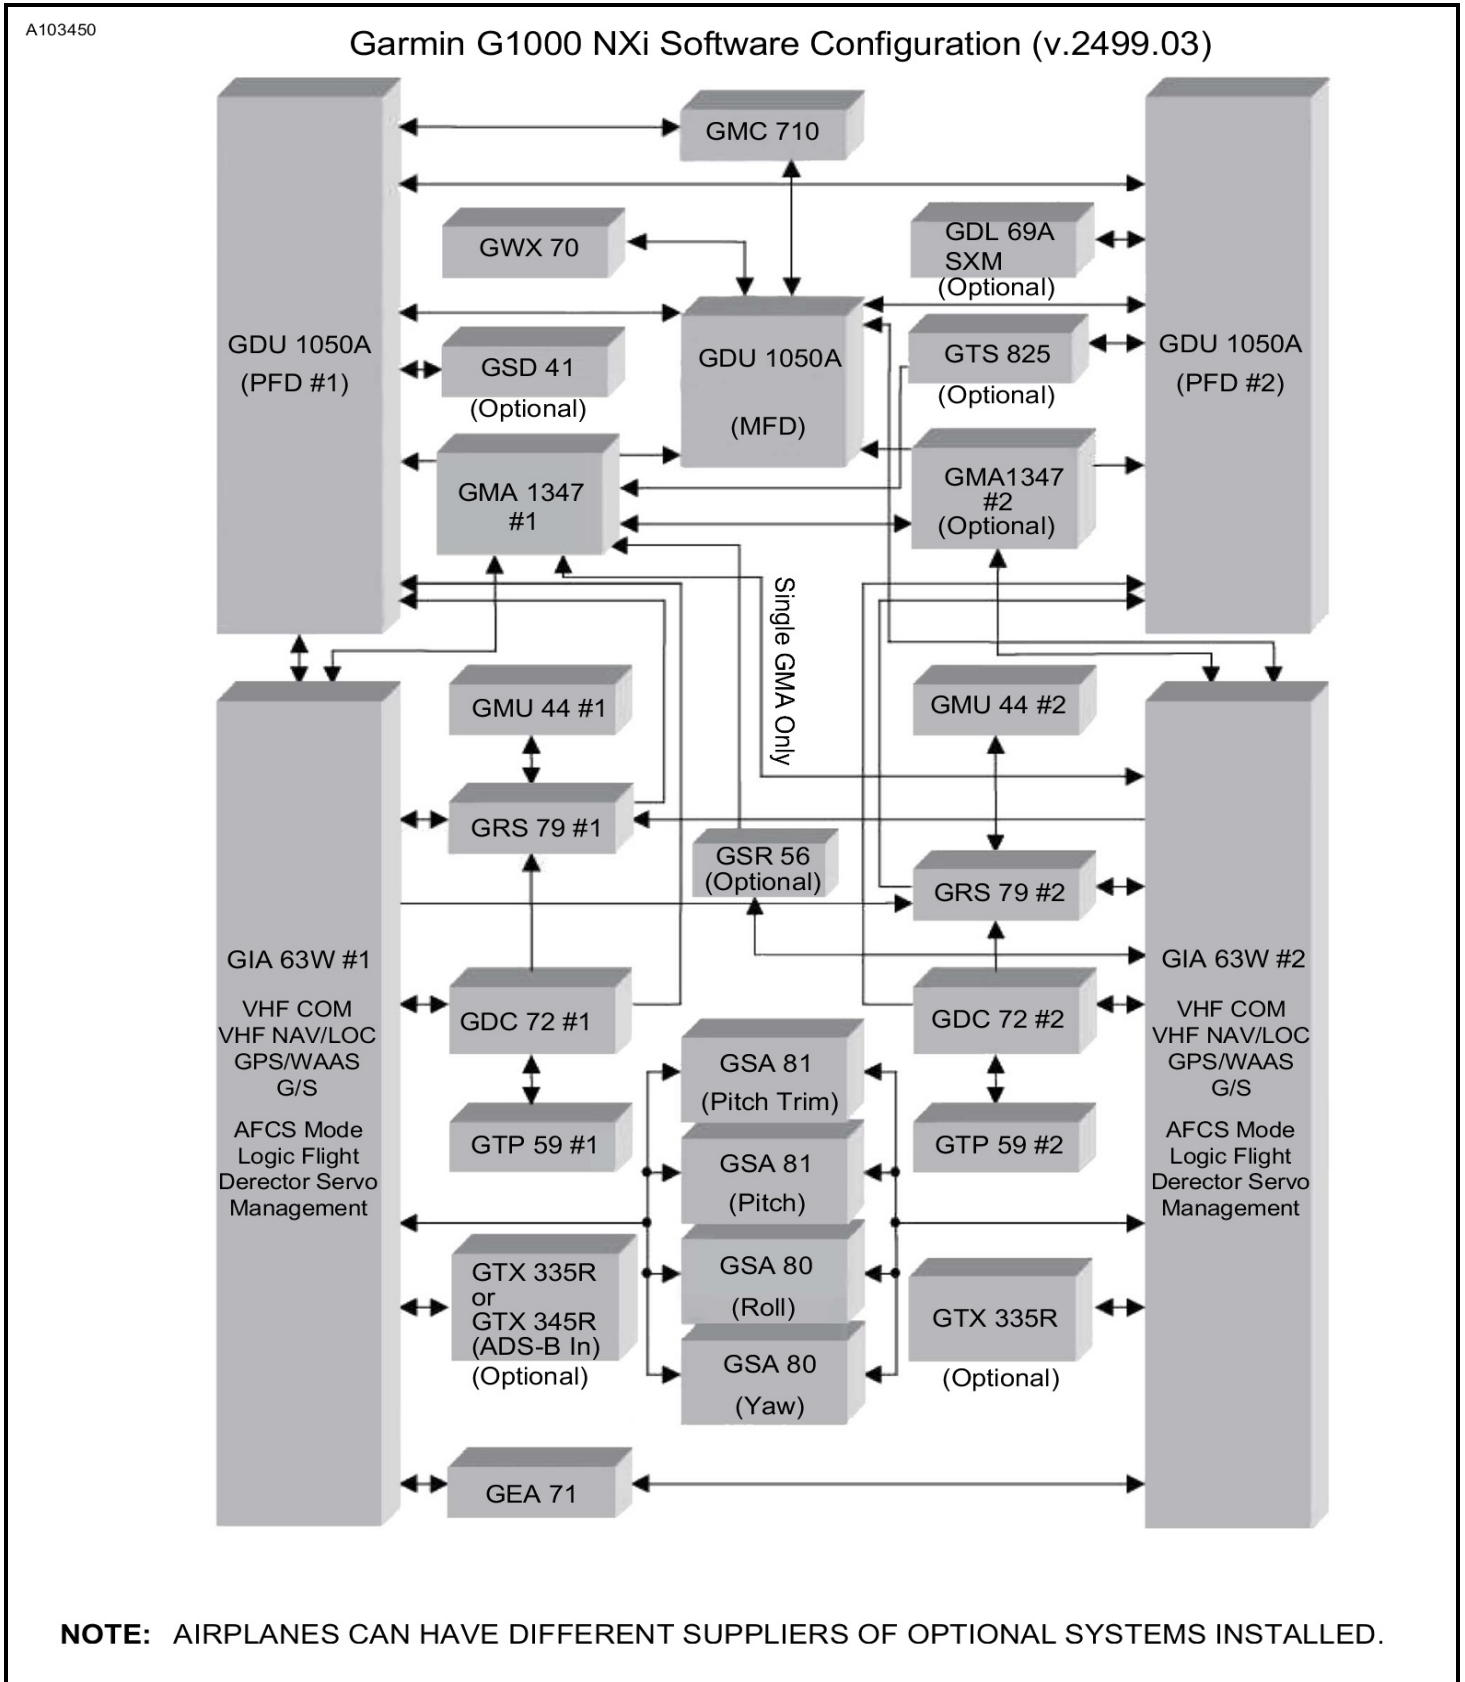 A103450
Garmin G1000 NXi Software Configuration (v.2499.03)
GMC 710
GWX 70
GDL 69A
SXM
(Optional)
GDU 1050A
(PFD #1)
GSD 41
(Optional)
GDU 1050A
(MFD)
GTS 825
(Optional)
GDU 1050A
(PFD #2)
GMA 1347
#1
GMA1347
#2
(Optional)
Single GMA Only
GMU 44 #1
GMU 44 #2
GRS 79 #1
GSR 56
(Optional)
GRS 79 #2
GIA 63W #1
VHF COM
VHF NAV/LOC
GPS/WAAS
G/S
AFCS Mode
Logic Flight
Derector Servo
Management
GDC 72 #1
GDC 72 #2
GIA 63W #2
VHF COM
VHF NAV/LOC
GPS/WAAS
G/S
AFCS Mode
Logic Flight
Derector Servo
Management
GTP 59 #1
GSA 81
(Pitch Trim)
GSA 81
(Pitch)
GSA 80
(Roll)
GSA 80
(Yaw)
GTP 59 #2
GTX 335R
or
GTX 345R
(ADS-B In)
(Optional)
GTX 335R
(Optional)
GEA 71
NOTE: AIRPLANES CAN HAVE DIFFERENT SUPPLIERS OF OPTIONAL SYSTEMS INSTALLED.